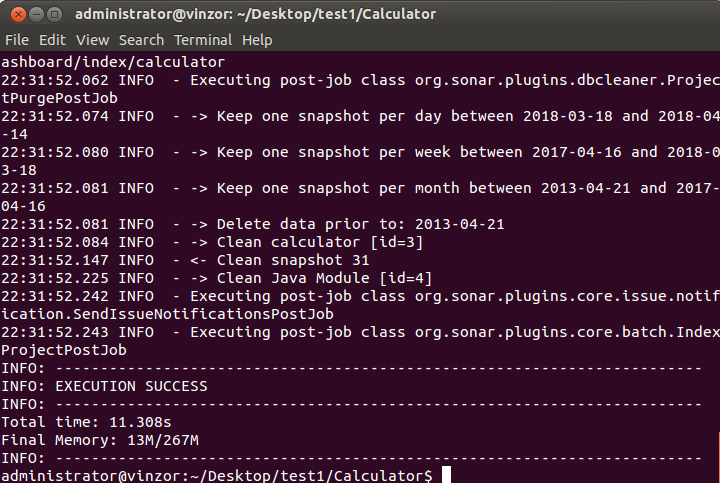 administrator@vinzor: ~/Desktop/test1/Calculator
File Edit View Search Terminal Help
ashboard/index/calculator
22:31:52.062 INFO  - Executing post-job class org.sonar.plugins.dbcleaner.Projec
tPurgePostJob
22:31:52.074 INFO  - -> Keep one snapshot per day between 2018-03-18 and 2018-04
-14
22:31:52.080 INFO  - -> Keep one snapshot per week between 2017-04-16 and 2018-0
3-18
22:31:52.081 INFO  - -> Keep one snapshot per month between 2013-04-21 and 2017-
04-16
22:31:52.081 INFO  - -> Delete data prior to: 2013-04-21
22:31:52.084 INFO  - -> Clean calculator [id=3]
22:31:52.147 INFO  - <- Clean snapshot 31
22:31:52.225 INFO  - -> Clean Java Module [id=4]
22:31:52.242 INFO  - Executing post-job class org.sonar.plugins.core.issue.notif
ication.SendIssueNotificationsPostJob
22:31:52.243 INFO  - Executing post-job class org.sonar.plugins.core.batch.Index
ProjectPostJob
INFO: ------------------------------------------------------------------------
INFO: EXECUTION SUCCESS
INFO: ------------------------------------------------------------------------
Total time: 11.308s
Final Memory: 13M/267M
INFO: ------------------------------------------------------------------------
administrator@vinzor:~/Desktop/test1/Calculator$